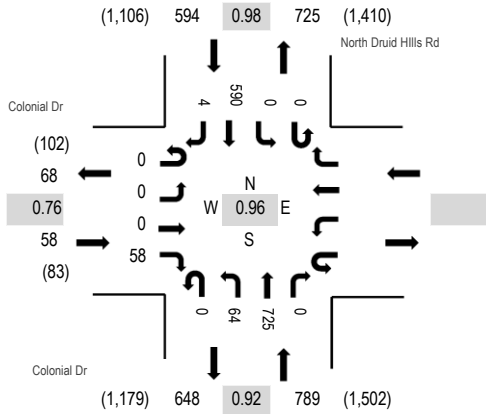 (1,106) 594 0.98 725 (1,410)
North Druid HIlls Rd
4 590 0 0
Colonial Dr
(102)
68
0.76
58
(83)
0
0
0
58
N
W 0.96 E
S
0 64 725 0
Colonial Dr
(1,179) 648 0.92 789 (1,502)